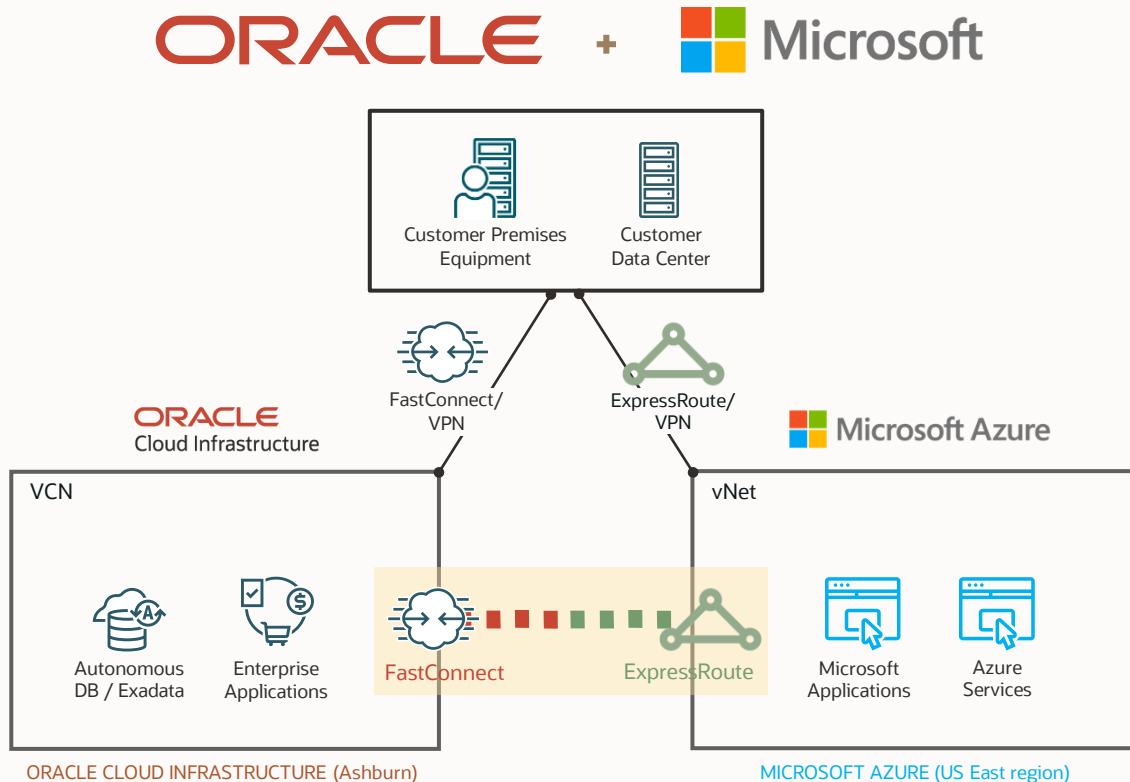 ORACLE + Microsoft
Customer Premises
Equipment
Customer
Data Center
FastConnect/
VPN
ExpressRoute/
VPN
ORACLE
Cloud Infrastructure
Microsoft Azure
VCN
vNet
A
$
Autonomous
DB / Exadata
Enterprise
Applications
FastConnect
ExpressRoute
Microsoft
Applications
Azure
Services
ORACLE CLOUD INFRASTRUCTURE (Ashburn)
MICROSOFT AZURE (US East region)